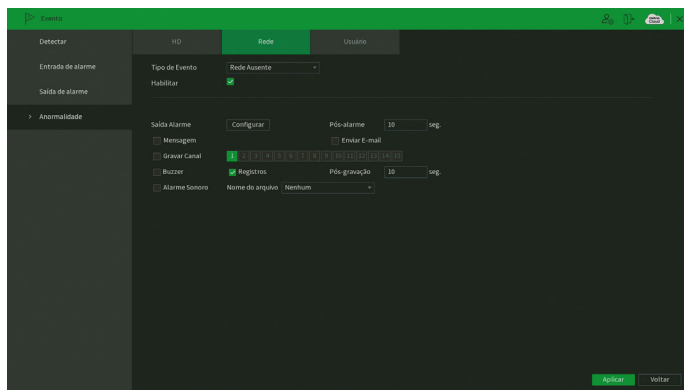 Evento
Detectar
HD
Rede
Usuário
Entrada de alarme
Tipo de Evento
Rede Ausente
Habilitar
Saída de alarme
> Anormalidade
Saída Alarme
Configurar
Pós-alarme
10
seg.
Mensagem
Enviar E-mail
Gravar Canal
1 2 3 4 5 6 7 8 9 10 11 12 13 14 15
Buzzer
Registros
Pós-gravação
10
seg.
Alarme Sonoro
Nome do arquivo
Nenhum
Aplicar
Voltar